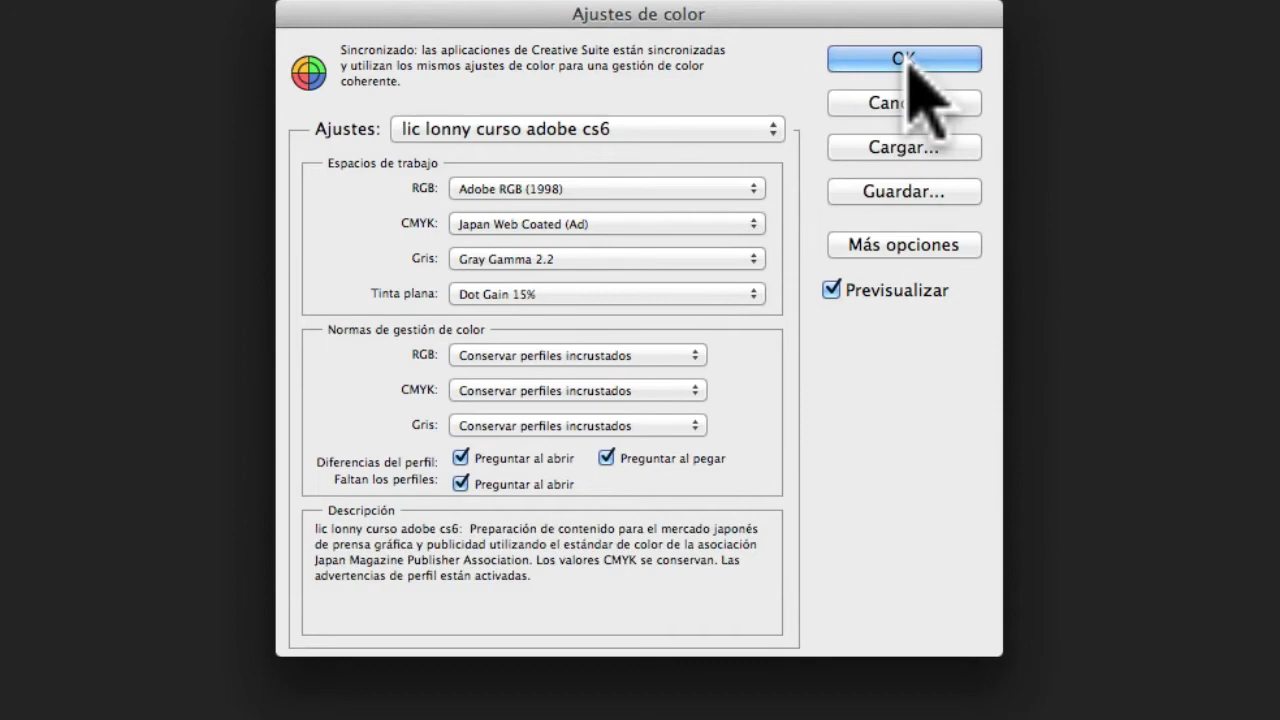 Ajustes de color
Sincronizado: las aplicaciones de Creative Suite están sincronizadas
y utilizan los mismos ajustes de color para una gestión de color
coherente.
OK
Cargar...
Guardar...
Más opciones
Previsualizar
Ajustes: lic lonny curso adobe cs6
Espacios de trabajo
RGB: Adobe RGB (1998)
CMYK: Japan Web Coated (Ad)
Gris: Gray Gamma 2.2
Tinta plana: Dot Gain 15%
Normas de gestión de color
RGB: Conservar perfiles incrustados
CMYK: Conservar perfiles incrustados
Gris: Conservar perfiles incrustados
Diferencias del perfil: Preguntar al abrir Preguntar al pegar
Faltan los perfiles: Preguntar al abrir
Descripción
lic lonny curso adobe cs6: Preparación de contenido para el mercado japonés
de prensa gráfica y publicidad utilizando el estándar de color de la asociación
Japan Magazine Publisher Association. Los valores CMYK se conservan. Las
advertencias de perfil están activadas.